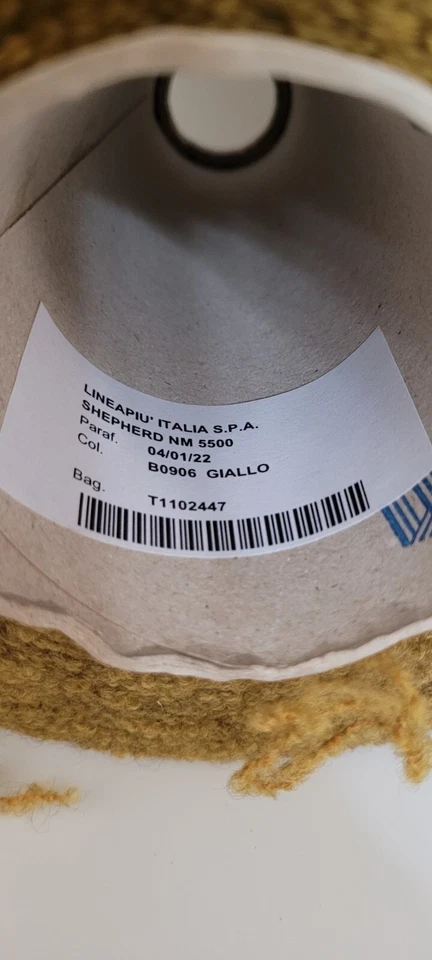 LINEAPIU' ITALIA S.P.A.
SHEPHERD NM 5500
Paraf. 04/01/22
Col. B0906 GIALLO
Bag. T1102447